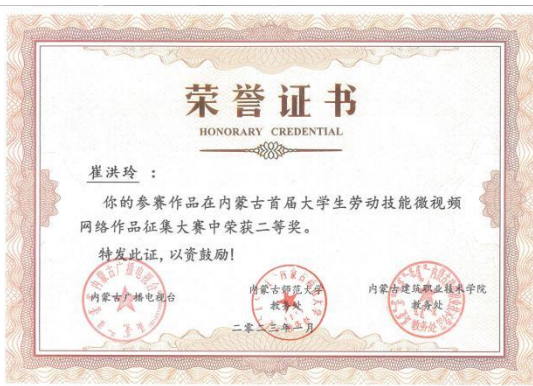 荣誉证书
HONORARY CREDENTIAL
崔洪玲 :
你的参赛作品在内蒙古首届大学生劳动技能微视频
网络作品征集大赛中荣获二等奖。
特发此证,以资鼓励!
内蒙古广播电视台
内蒙古师范大学
教务处
内蒙古建筑职业技术学院
教务处
二零二三年一月